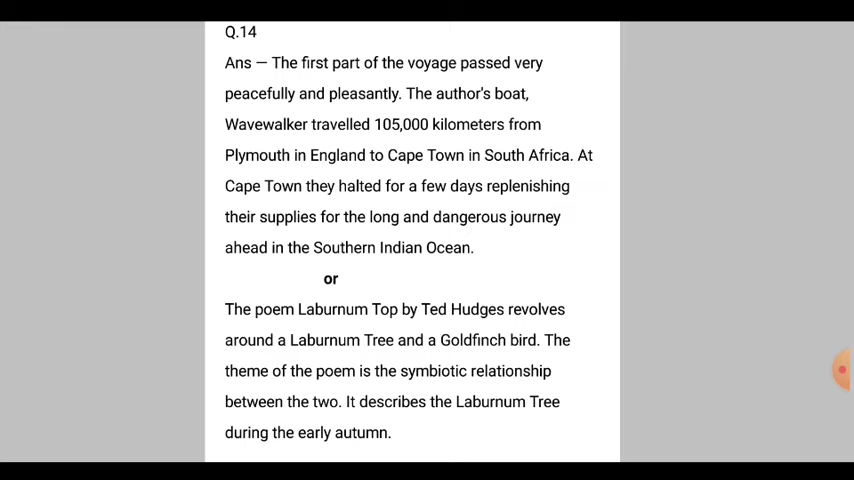 Q.14
Ans — The first part of the voyage passed very
peacefully and pleasantly. The author's boat,
Wavewalker travelled 105,000 kilometers from
Plymouth in England to Cape Town in South Africa. At
Cape Town they halted for a few days replenishing
their supplies for the long and dangerous journey
ahead in the Southern Indian Ocean.
or
The poem Laburnum Top by Ted Hudges revolves
around a Laburnum Tree and a Goldfinch bird. The
theme of the poem is the symbiotic relationship
between the two. It describes the Laburnum Tree
during the early autumn.